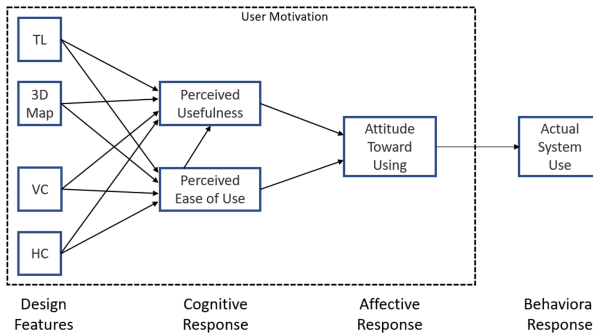 User Motivation
TL
3D
Map
VC
HC
Perceived
Usefulness
Perceived
Ease of Use
Attitude
Toward
Using
Actual
System
Use
Design
Features
Cognitive
Response
Affective
Response
Behaviora
Response